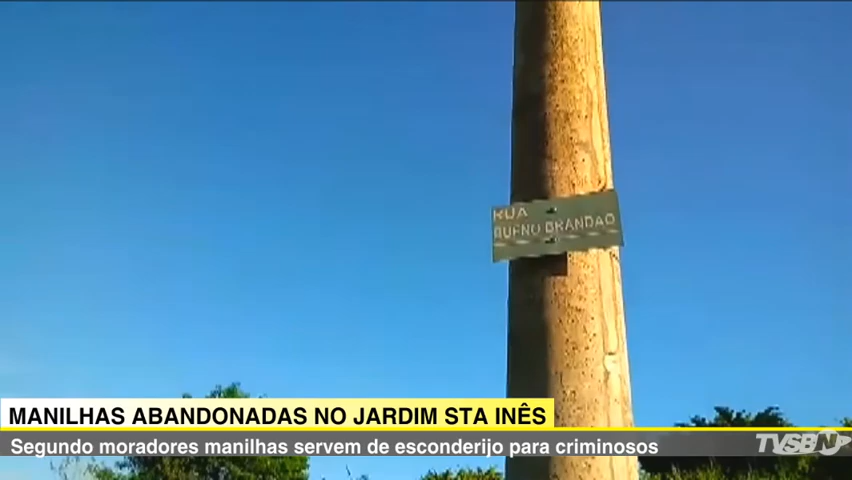 RUA
BUENO BRANDAO
MANILHAS ABANDONADAS NO JARDIM STA INÊS
Segundo moradores manilhas servem de esconderijo para criminosos
TVSBN